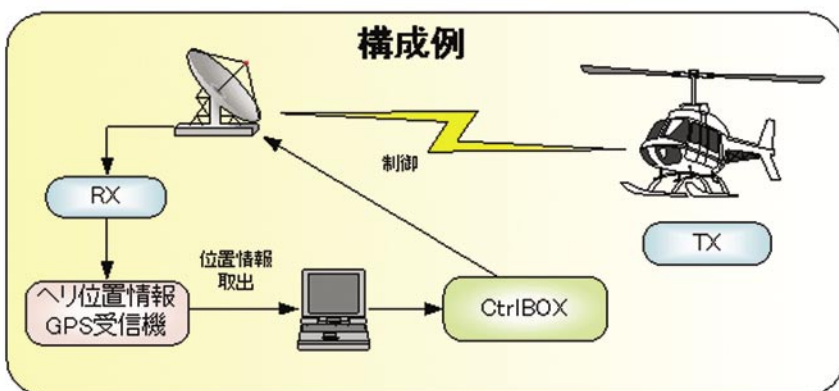 構成例
制御
RX
TX
位置情報
取出
ヘリ位置情報
GPS受信機
CtrlBOX